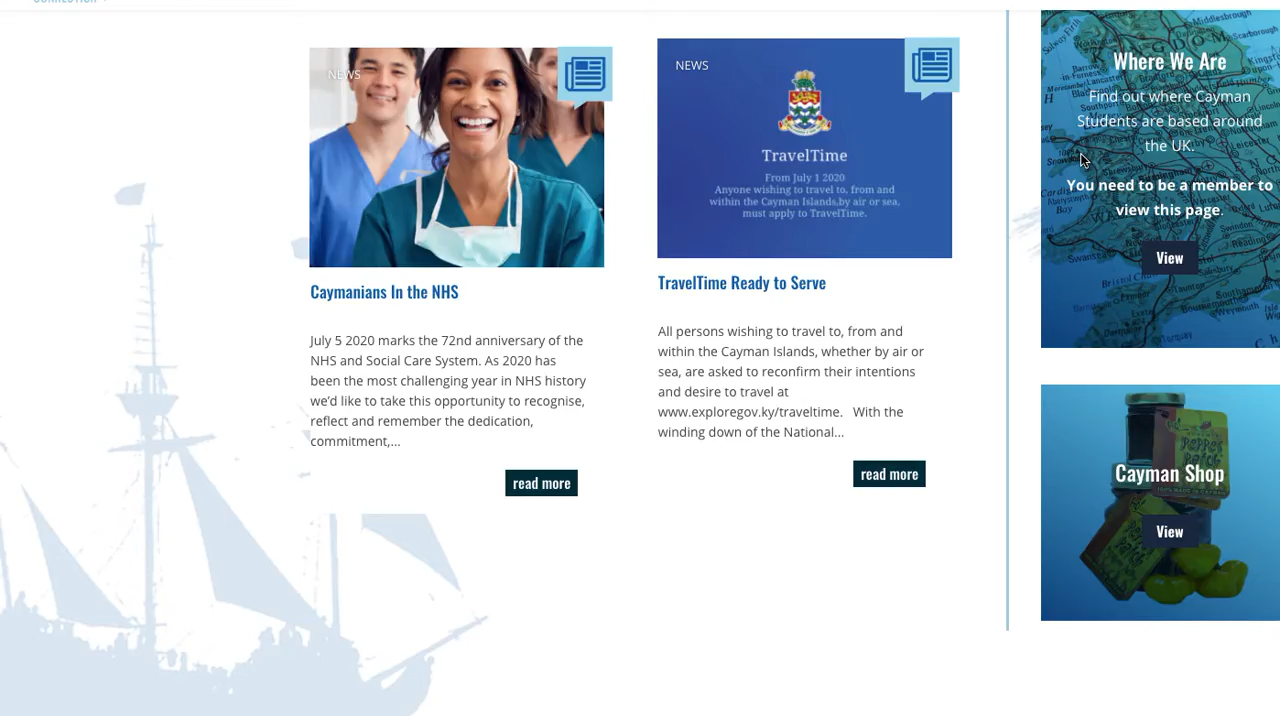 NEWS
Caymanians In the NHS
July 5 2020 marks the 72nd anniversary of the
NHS and Social Care System. As 2020 has
been the most challenging year in NHS history
we'd like to take this opportunity to recognise,
reflect and remember the dedication,
commitment,...
read more
NEWS
TravelTime
From July 1 2020
Anyone wishing to travel to, from and
within the Cayman Islands,by air or sea,
must apply to TravelTime.
TravelTime Ready to Serve
All persons wishing to travel to, from and
within the Cayman Islands, whether by air or
sea, are asked to reconfirm their intentions
and desire to travel at
www.exploregov.ky/traveltime.   With the
winding down of the National...
read more
Where We Are
Find out where Cayman
Students are based around
the UK.
You need to be a member to
view this page.
View
Cayman Shop
View